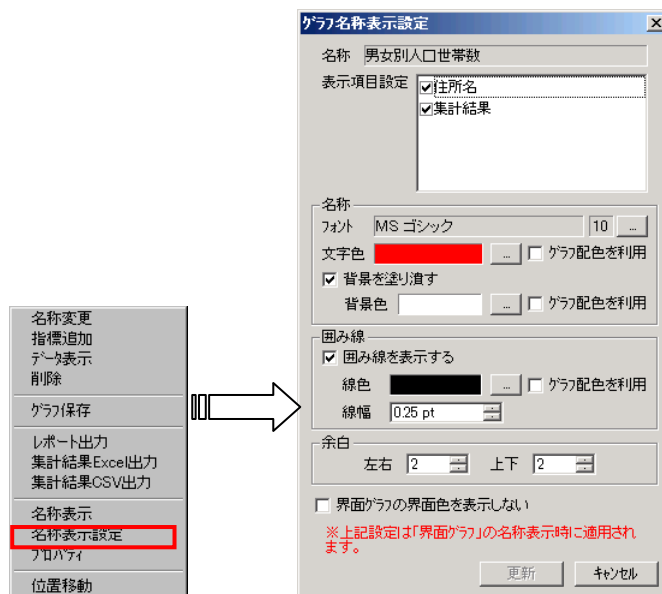 名称変更
指標追加
ﾃﾞｰﾀ表示
削除
ｸﾞﾗﾌ保存
レポート出力
集計結果Excel出力
集計結果CSV出力
名称表示
名称表示設定
ﾌﾟﾛﾊﾟﾃｨ
位置移動
ｸﾞﾗﾌ名称表示設定
名称 男女別人口世帯数
表示項目設定 住所名
集計結果
名称
ﾌｫﾝﾄ MS ゴシック 10 ...
文字色 ... ｸﾞﾗﾌ配色を利用
背景を塗り潰す
背景色 ... ｸﾞﾗﾌ配色を利用
囲み線
囲み線を表示する
線色 ... ｸﾞﾗﾌ配色を利用
線幅 0.25 pt
余白
左右 2 上下 2
界面ｸﾞﾗﾌの界面色を表示しない
※上記設定は｢界面ｸﾞﾗﾌ｣の名称表示時に適用され
ます。
更新 ｷｬﾝｾﾙ